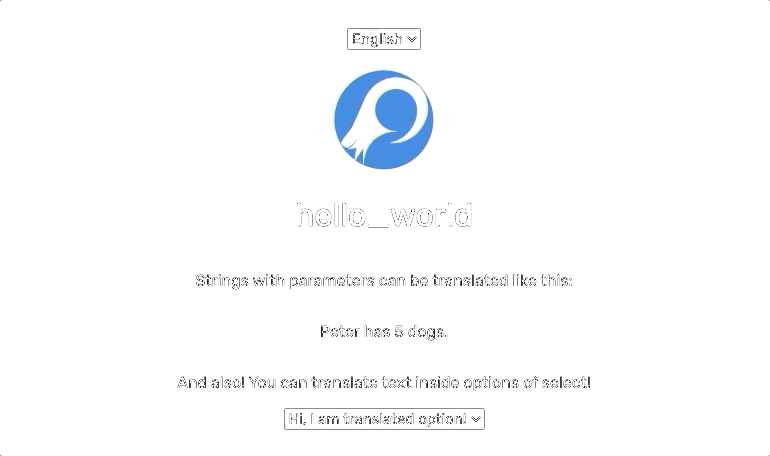 English
hello_world
Strings with parameters can be translated like this:
Peter has 5 dogs.
And also! You can translate text inside options of select!
Hi, I am translated option!